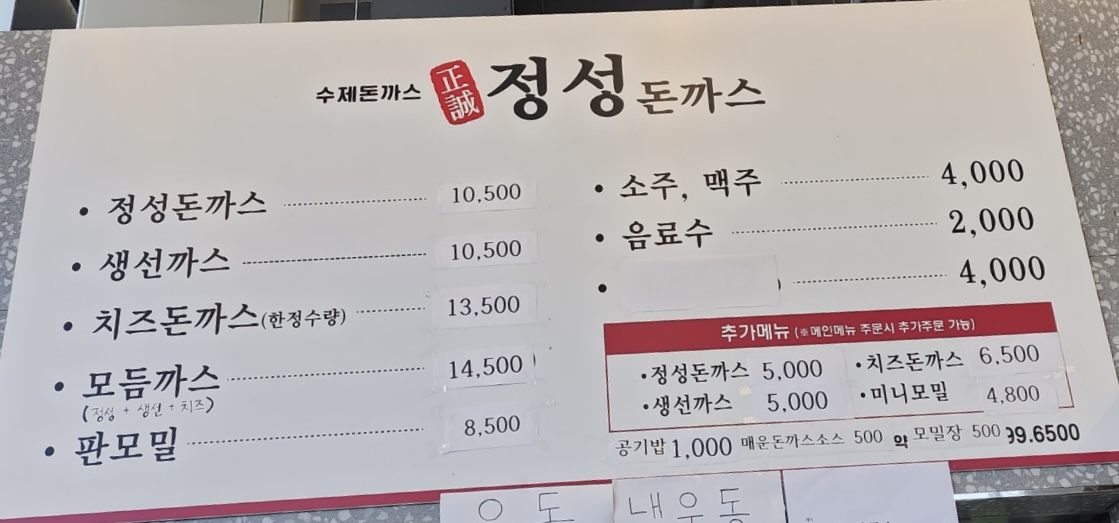 수제돈까스 正誠 정성돈까스
• 정성돈까스 10,500
• 생선까스 10,500
• 치즈돈까스(한정수량) 13,500
• 모듬까스 14,500
(정성 + 생선 + 치즈)
• 판모밀 8,500
• 소주, 맥주 4,000
• 음료수 2,000
• 4,000
추가메뉴 (※메인메뉴 주문시 추가주문 가능)
•정성돈까스 5,000 •치즈돈까스 6,500
•생선까스 5,000 •미니모밀 4,800
공기밥 1,000 매운돈까스소스 500 약 모밀장 500 99.6500